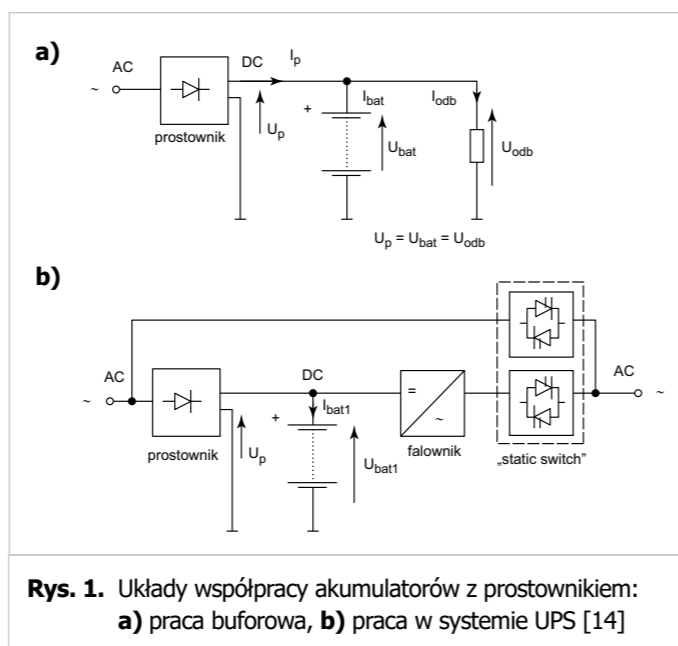 a)
AC
DC
I_p
~
prostownik
U_p
+
I_bat
U_bat
I_odb
U_odb
U_p = U_bat = U_odb
b)
AC
~
prostownik
U_p
DC
+
I_bat1
U_bat1
=
~
falownik
„static switch”
AC
~
Rys. 1. Układy współpracy akumulatorów z prostownikiem:
a) praca buforowa, b) praca w systemie UPS [14]